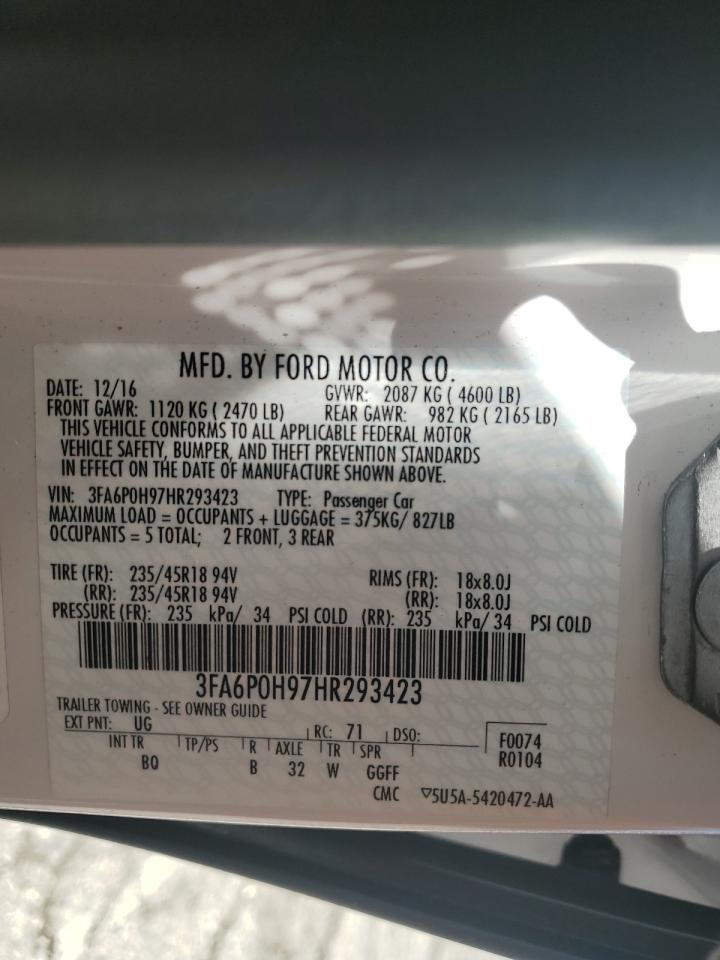 MFD. BY FORD MOTOR CO.
DATE: 12/16 GVWR: 2087 KG ( 4600 LB)
FRONT GAWR: 1120 KG ( 2470 LB) REAR GAWR: 982 KG ( 2165 LB)
THIS VEHICLE CONFORMS TO ALL APPLICABLE FEDERAL MOTOR
VEHICLE SAFETY, BUMPER, AND THEFT PREVENTION STANDARDS
IN EFFECT ON THE DATE OF MANUFACTURE SHOWN ABOVE.
VIN: 3FA6P0H97HR293423 TYPE: Passenger Car
MAXIMUM LOAD = OCCUPANTS + LUGGAGE = 375KG/ 827LB
OCCUPANTS = 5 TOTAL; 2 FRONT, 3 REAR
TIRE (FR): 235/45R18 94V RIMS (FR): 18x8.0J
(RR): 235/45R18 94V (RR): 18x8.0J
PRESSURE (FR): 235 kPa/ 34 PSI COLD (RR): 235 kPa/ 34 PSI COLD
3FA6P0H97HR293423
TRAILER TOWING - SEE OWNER GUIDE
EXT PNT: UG RC: 71 DSO: F0074
INT TR TP/PS R AXLE TR SPR R0104
BQ B 32 W GGFF
CMC ▽5U5A-5420472-AA